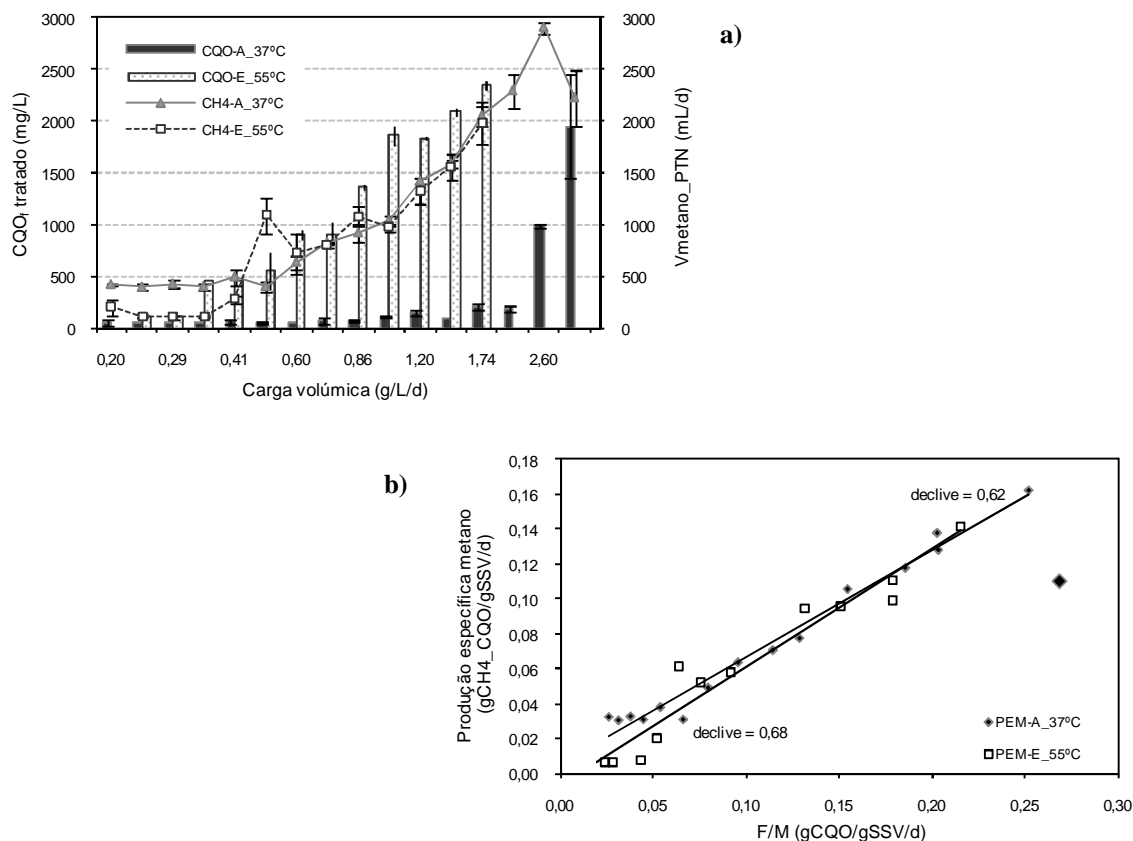 a)
CQOf tratado (mg/L)
3000
2500
2000
1500
1000
500
0
CQO-A_37ºC
CQO-E_55ºC
CH4-A_37ºC
CH4-E_55ºC
3000
2500
2000
1500
1000
500
0
Vmetano_PTN (mL/d)
0,20 0,29 0,41 0,60 0,86 1,20 1,74 2,60
Carga volúmica (g/L/d)
b)
Produção específica metano
(gCH4_CQO/gSSV/d)
0,16
0,14
0,12
0,10
0,08
0,06
0,04
0,02
0,00
declive = 0,62
declive = 0,68
PEM-A_37ºC
PEM-E_55ºC
0,00 0,05 0,10 0,15 0,20 0,25 0,30
F/M (gCQO/gSSV/d)